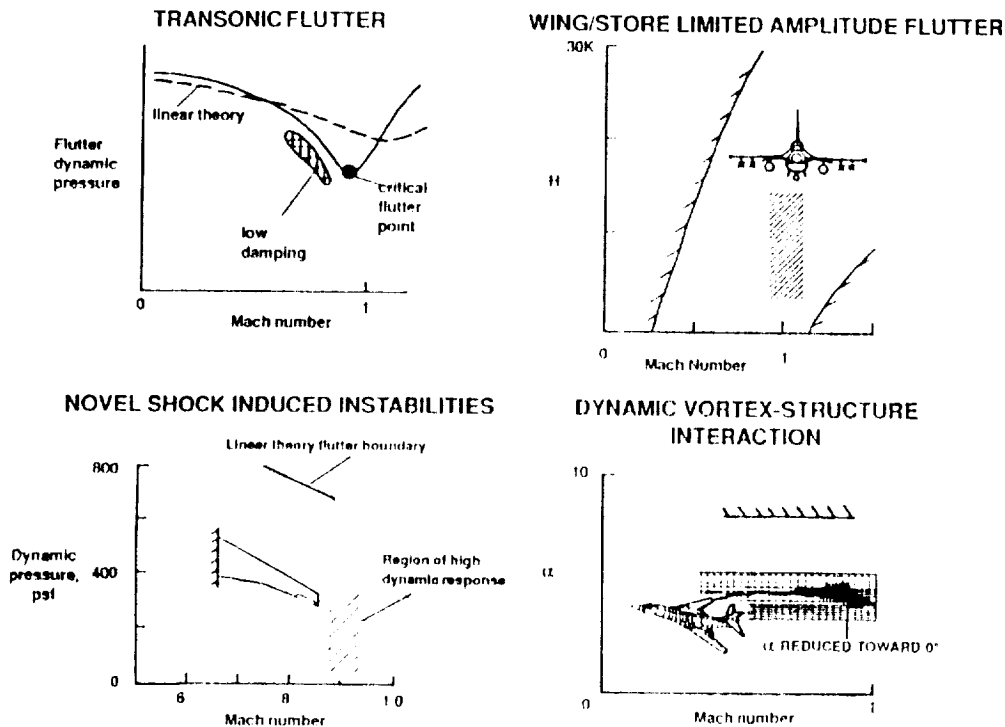 TRANSONIC FLUTTER
linear theory
Flutter
dynamic
pressure
critical
flutter
point
low
damping
0
1
Mach number
WING/STORE LIMITED AMPLITUDE FLUTTER
30K
H
0
1
Mach Number
NOVEL SHOCK INDUCED INSTABILITIES
Linear theory flutter boundary
800
Dynamic
pressure,
psf
400
Region of high
dynamic response
0
6
8
1 0
Mach number
DYNAMIC VORTEX-STRUCTURE
INTERACTION
10
α
α REDUCED TOWARD 0°
0
1
Mach number